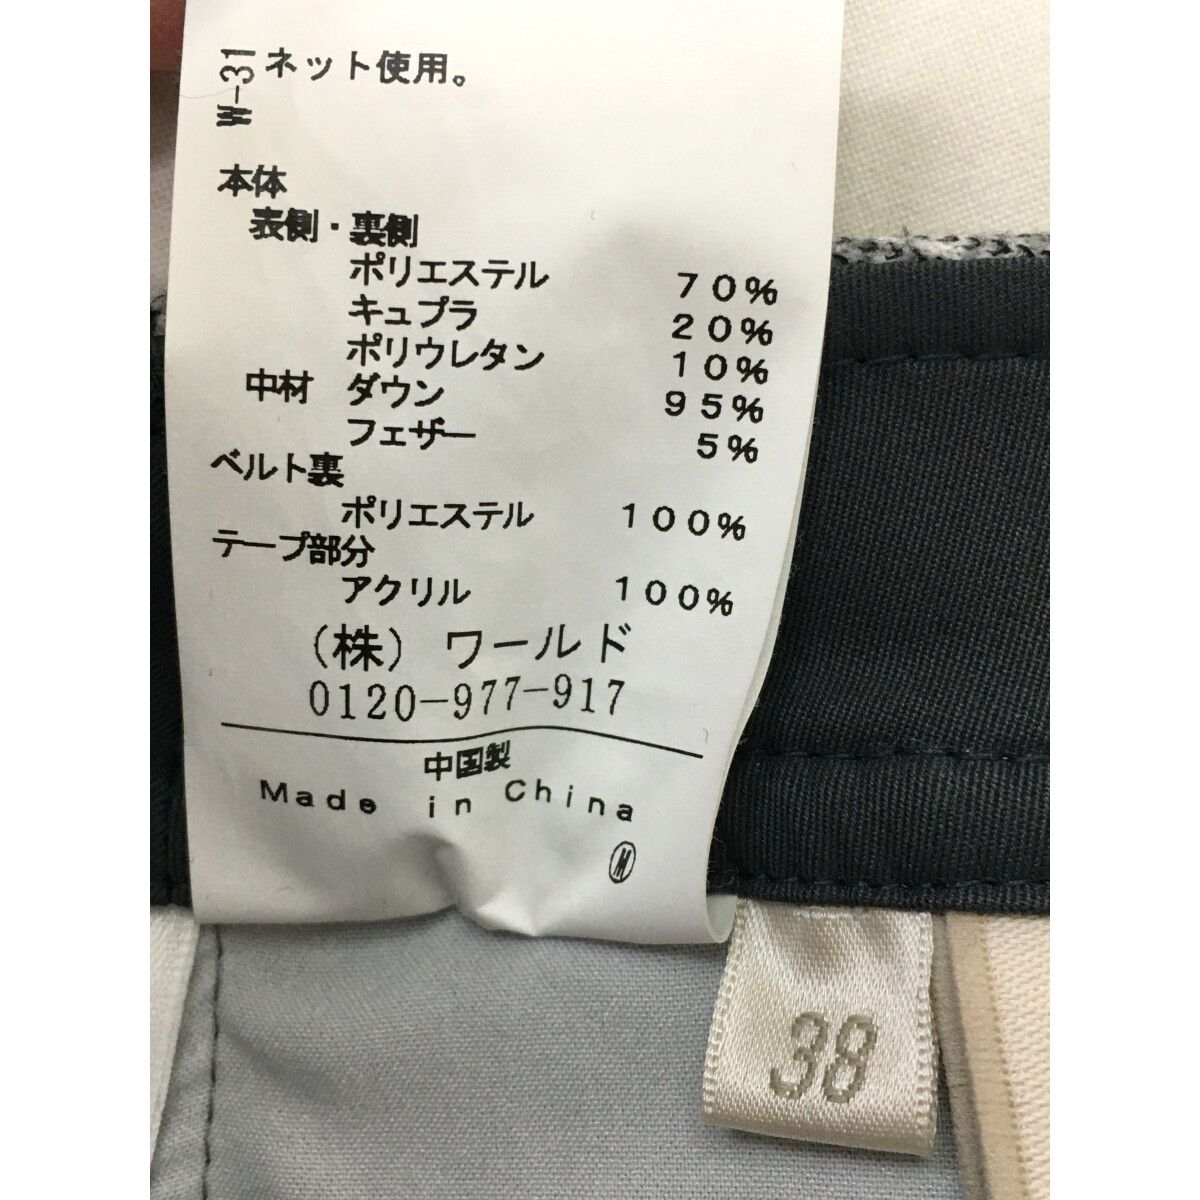 ネット使用。
W-31
本体
表側・裏側
ポリエステル 70%
キュプラ 20%
ポリウレタン 10%
中材 ダウン 95%
フェザー 5%
ベルト裏
ポリエステル 100%
テープ部分
アクリル 100%
(株) ワールド
0120-977-917
中国製
Made in China
M
38